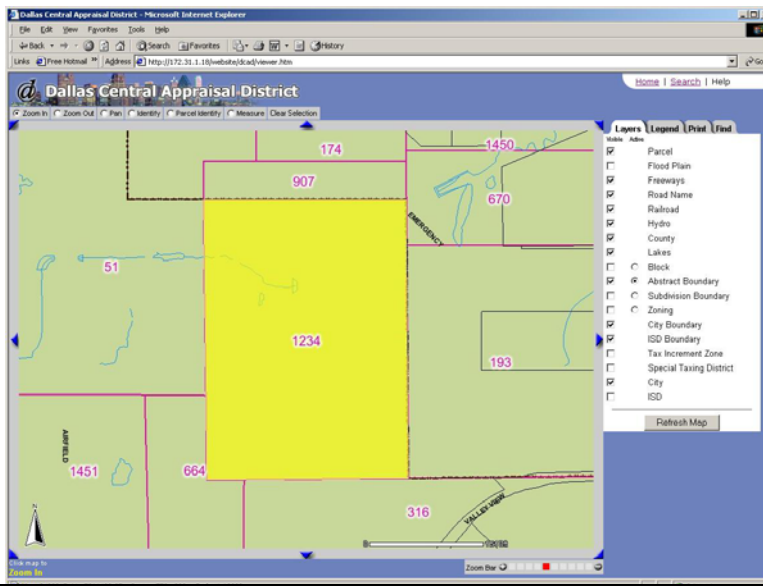 Dallas Central Appraisal District - Microsoft Internet Explorer
File Edit View Favorites Tools Help
Back Search Favorites History
Links Free Hotmail Address http://172.31.1.18/website/dcad/viewer.htm Go
d Dallas Central Appraisal District
Home | Search | Help
Zoom In Zoom Out Pan Identify Parcel Identify Measure Clear Selection
Layers Legend Print Find
Visible Active
Parcel
Flood Plain
Freeways
Road Name
Railroad
Hydro
County
Lakes
Block
Abstract Boundary
Subdivision Boundary
Zoning
City Boundary
ISD Boundary
Tax Increment Zone
Special Taxing District
City
ISD
Refresh Map
174
1450
907
670
EMERGENCY
51
1234
193
AIRFIELD
1451
664
316
VALLEY VIEW
N
0
Click map to
Zoom In
Zoom Bar